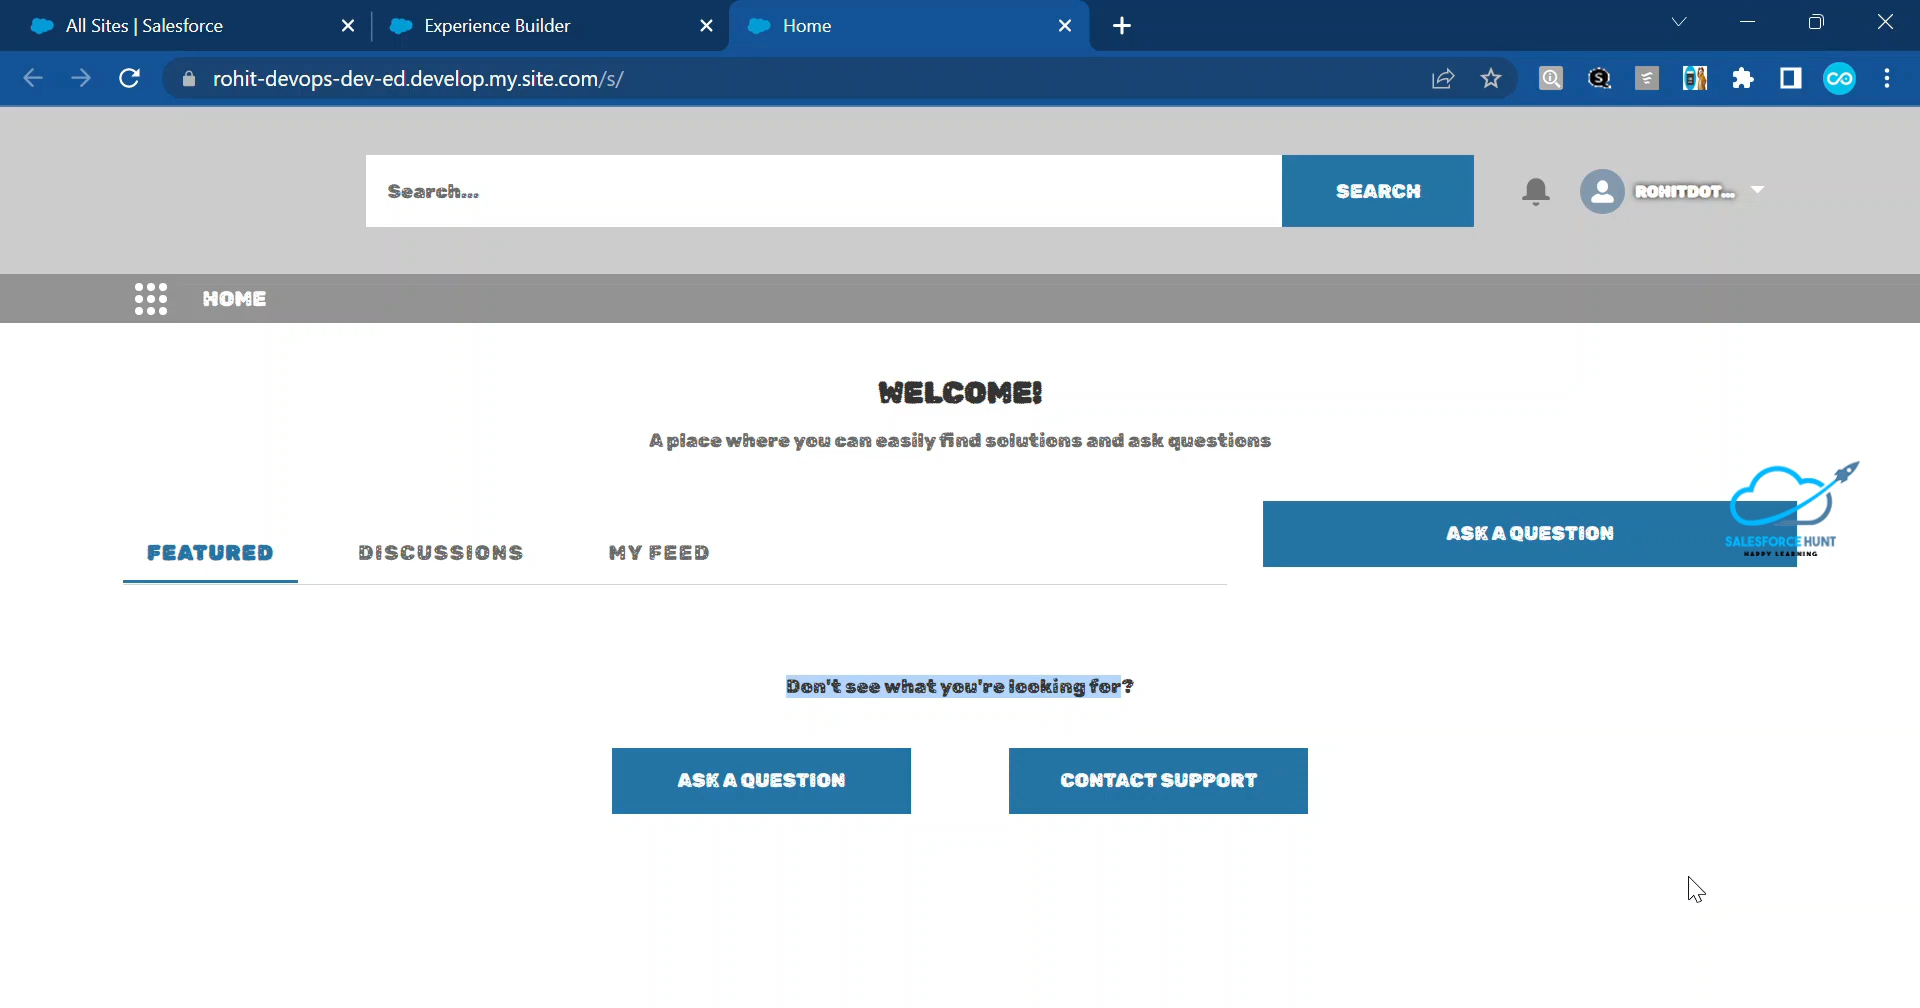 All Sites | Salesforce
Experience Builder
Home
rohit-devops-dev-ed.develop.my.site.com/s/
Search...
SEARCH
ROHITDOT...
HOME
WELCOME!
A place where you can easily find solutions and ask questions
FEATURED
DISCUSSIONS
MY FEED
ASK A QUESTION
SALESFORCE HUNT
HAPPY LEARNING
Don't see what you're looking for?
ASK A QUESTION
CONTACT SUPPORT